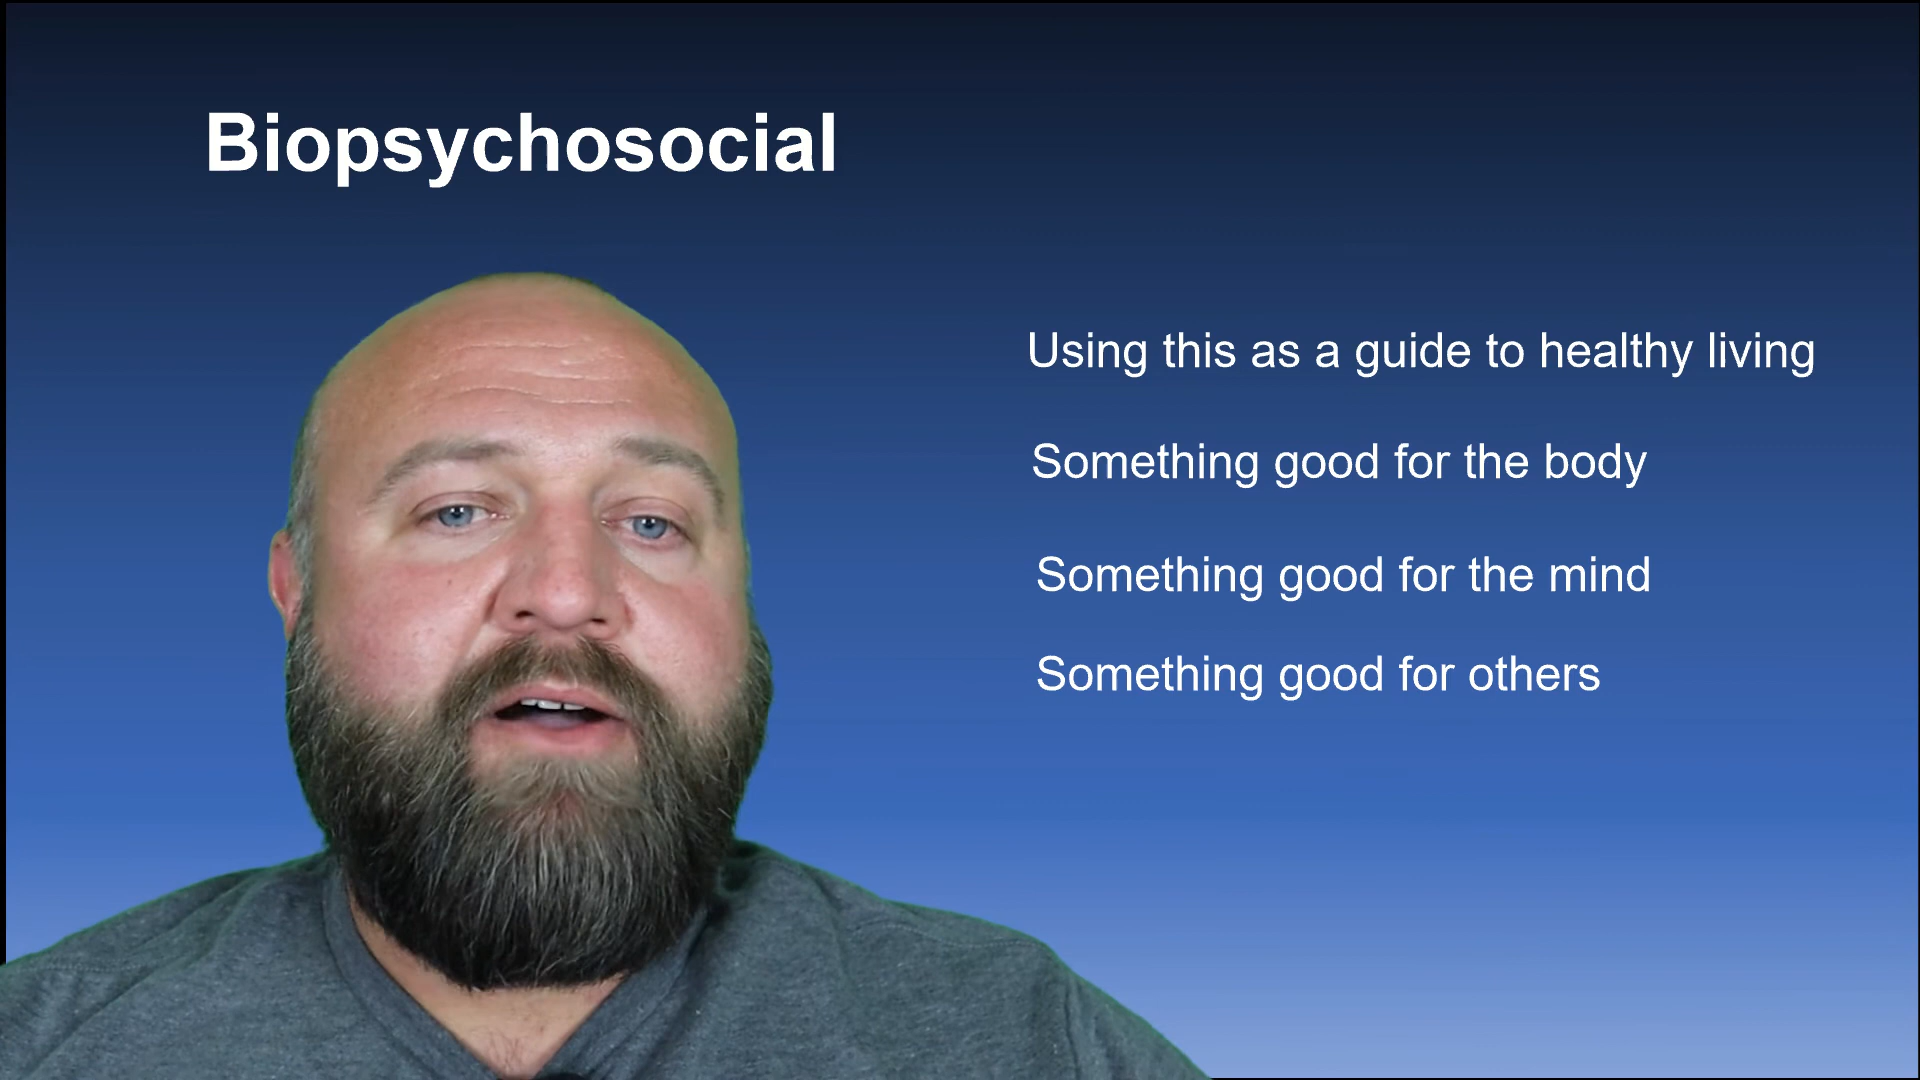 Biopsychosocial
Using this as a guide to healthy living
Something good for the body
Something good for the mind
Something good for others